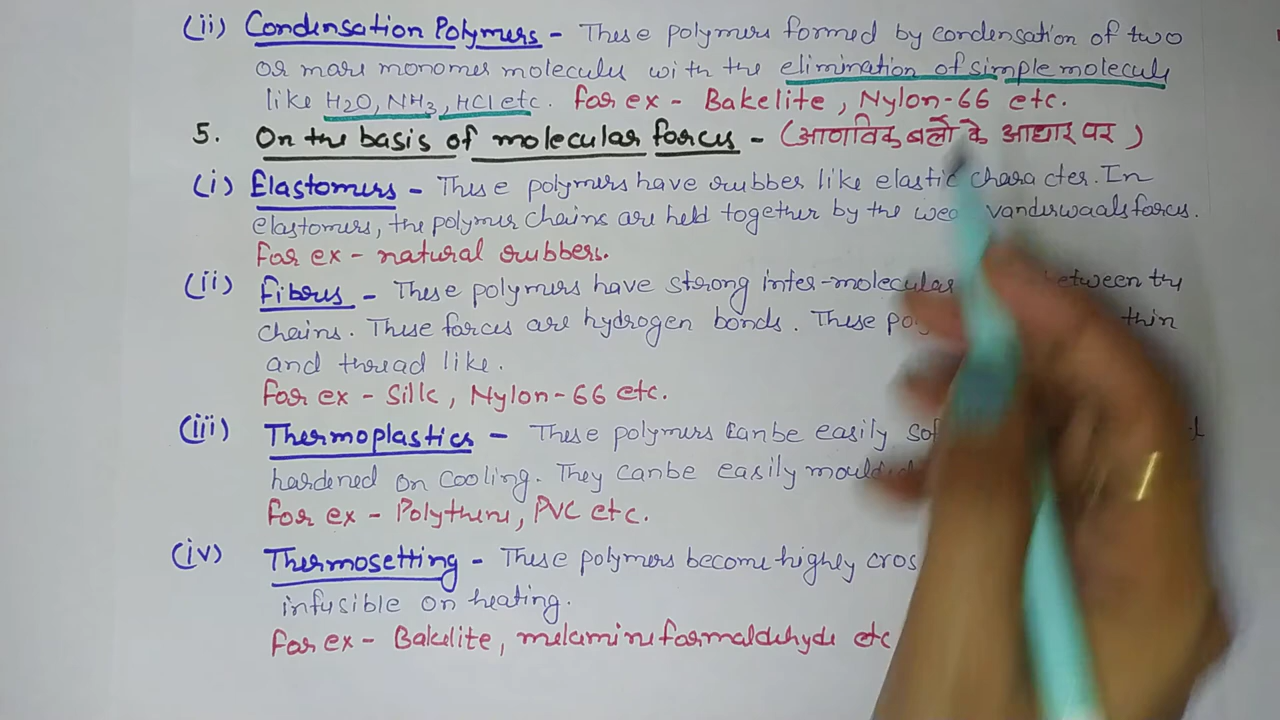 (ii) Condensation Polymers - These polymers formed by condensation of two
or more monomer molecules with the elimination of simple molecule
like H2O, NH3, HCl etc. For ex - Bakelite, Nylon-66 etc.
5. On the basis of molecular forces - (आणविक बलों के आधार पर)
(i) Elastomers - These polymers have rubber like elastic character. In
elastomers, the polymer chains are held together by the vanderwaals forces.
For ex - natural rubbers.
(ii) Fibres - These polymers have strong inter-molecular between the
chains. These forces are hydrogen bonds. These thin
and thread like.
For ex - Silk, Nylon-66 etc.
(iii) Thermoplastics - These polymers can be easily
hardened on cooling. They can be easily
For ex - Polythene, PVC etc.
(iv) Thermosetting - These polymers become highly
infusible on heating.
For ex - Bakelite, melamine formaldehyde etc